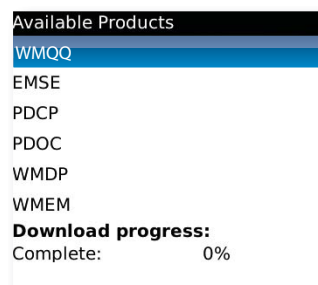 Available Products
WMQQ
EMSE
PDCP
PDOC
WMDP
WMEM
Download progress:
Complete: 0%